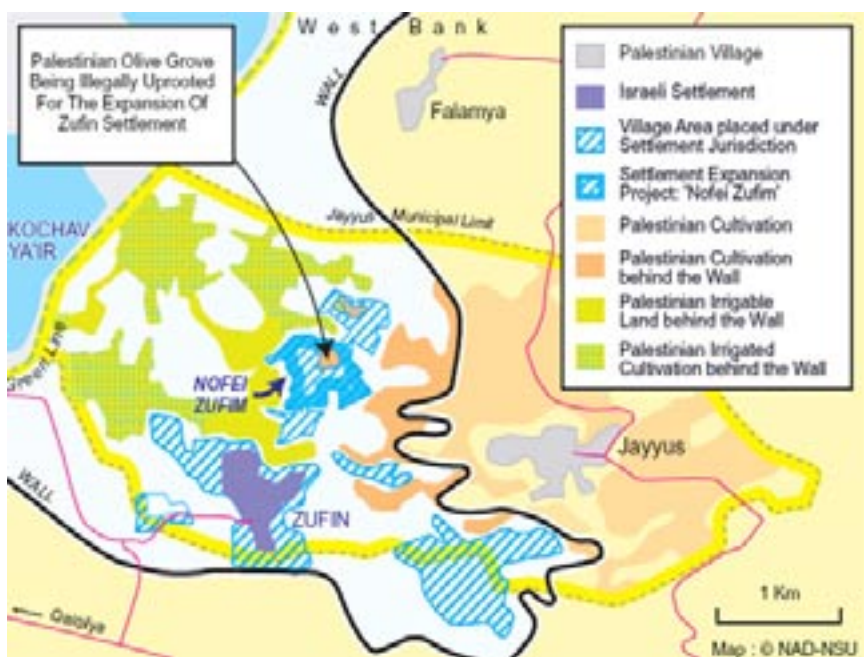 West Bank
Palestinian Olive Grove
Being Illegally Uprooted
For The Expansion Of
Zufin Settlement
WALL
Falamya
Palestinian Village
Israeli Settlement
Village Area placed under
Settlement Jurisdiction
Settlement Expansion
Project: 'Nofei Zufim'
Palestinian Cultivation
Palestinian Cultivation
behind the Wall
Palestinian Irrigable
Land behind the Wall
Palestinian Irrigated
Cultivation behind the Wall
KOCHAV
YA'IR
Jayyus Municipal Limit
Green Line
NOFEI
ZUFIM
Jayyus
WALL
ZUFIN
Qalqilya
1 Km
Map : © NAD-NSU